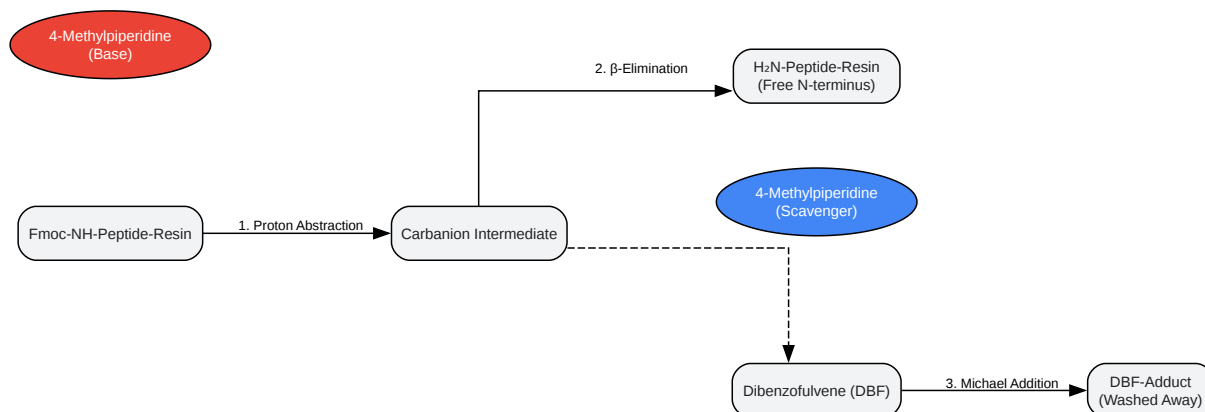 4-Methylpiperidine
(Base)
2. β-Elimination
H₂N-Peptide-Resin
(Free N-terminus)
4-Methylpiperidine
(Scavenger)
Fmoc-NH-Peptide-Resin
1. Proton Abstraction
Carbanion Intermediate
Dibenzofulvene (DBF)
3. Michael Addition
DBF-Adduct
(Washed Away)